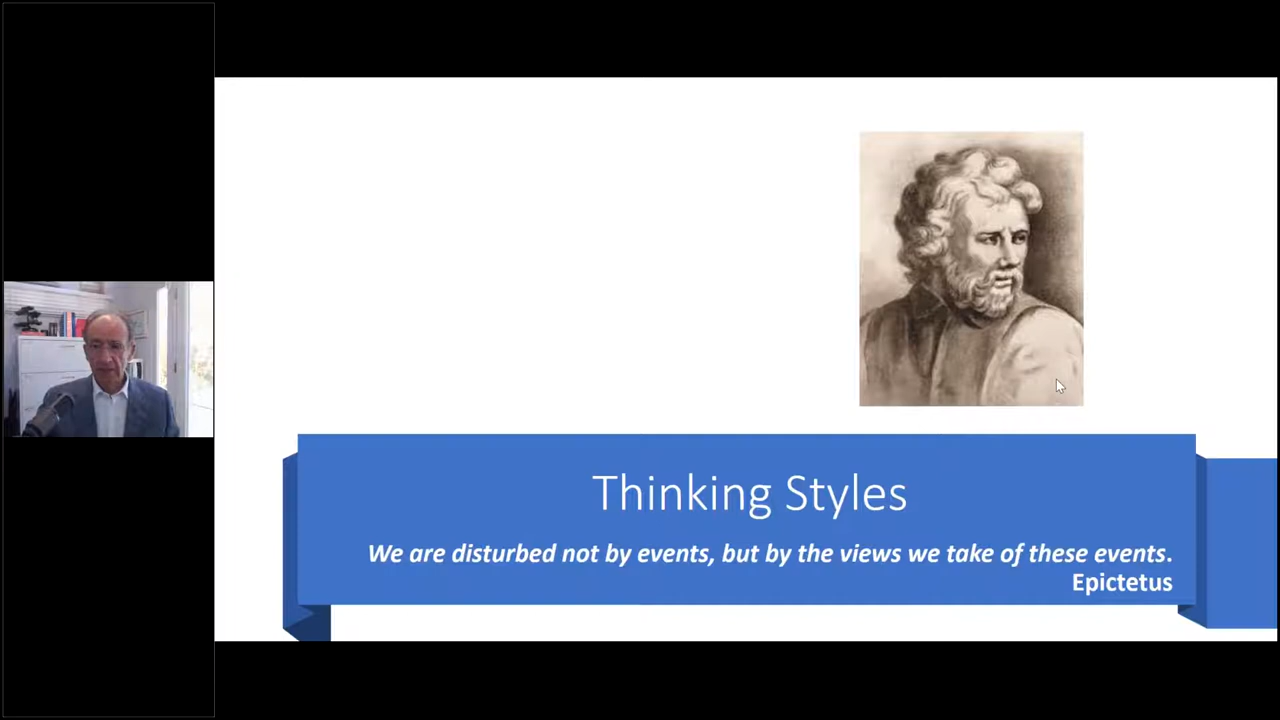 Thinking Styles
We are disturbed not by events, but by the views we take of these events.
Epictetus